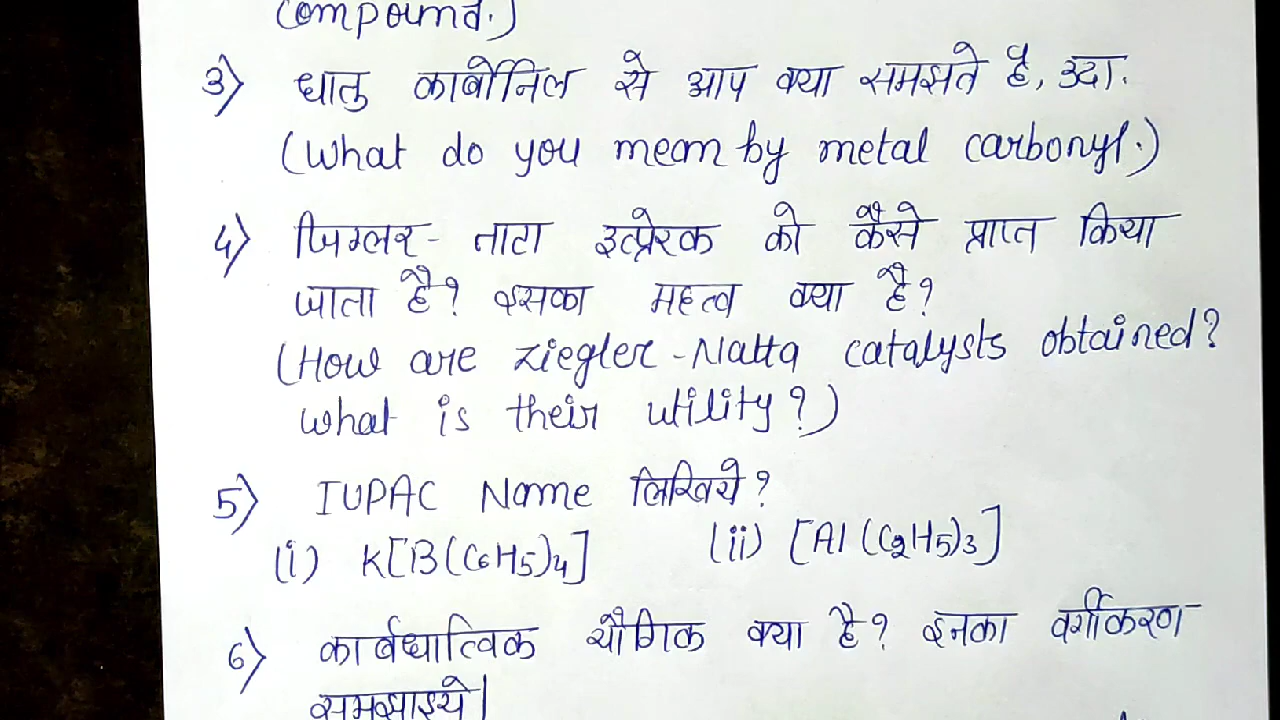 Compound.)
3) धातु कार्बोनिल से आप क्या समझते है, उदा.
(What do you mean by metal carbonyl.)
4) जिग्लर - नाटा उत्प्रेरक को कैसे प्राप्त किया
जाता है? इसका महत्व क्या है?
(How are Ziegler - Natta catalysts obtained?
What is their utility?)
5) IUPAC Name लिखिये?
(i) K[B(C6H5)4] (ii) [Al(C2H5)3]
6) कार्बधात्विक यौगिक क्या है? इनका वर्गीकरण
समझाइये।